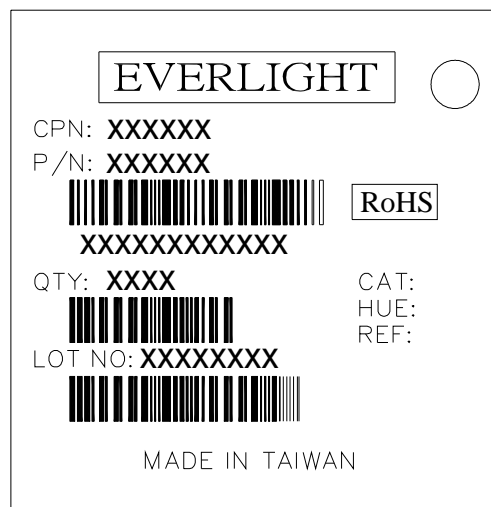 EVERLIGHT
CPN: XXXXXX
P/N: XXXXXX
RoHS
XXXXXXXXXXXX
QTY: XXXX
CAT:
HUE:
REF:
LOT NO: XXXXXXXX
MADE IN TAIWAN